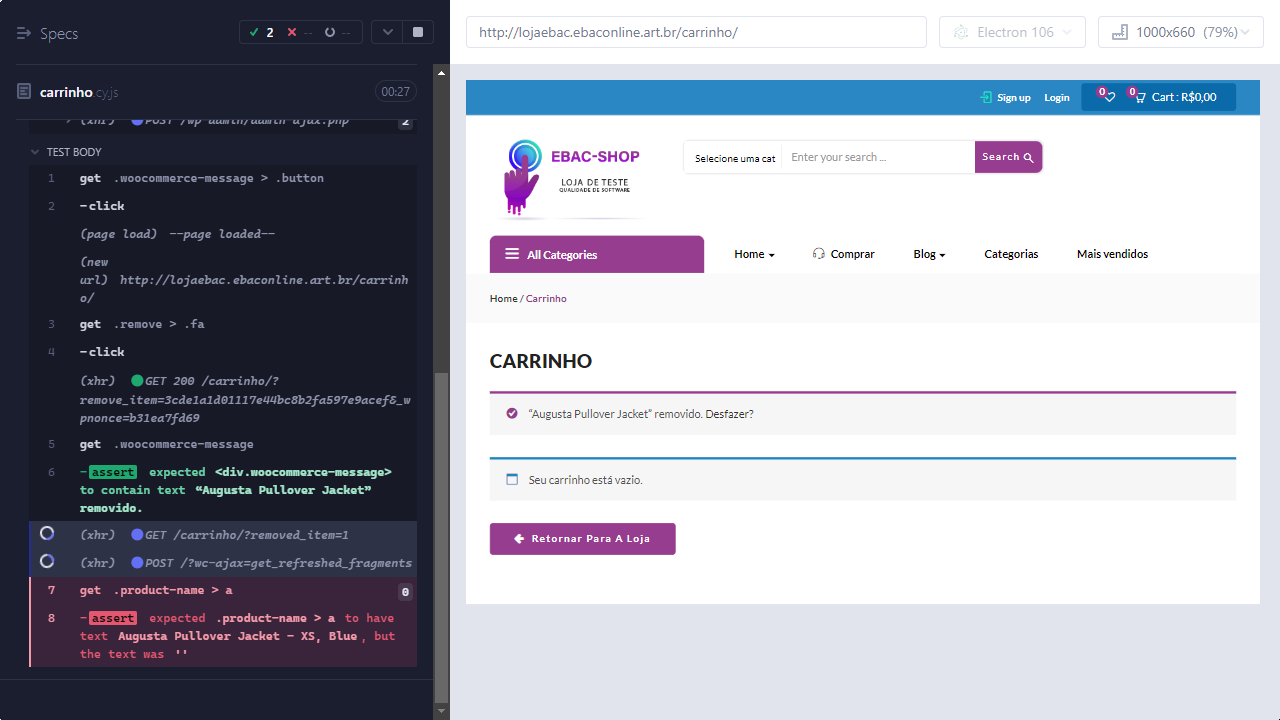 Specs
2
--
--
carrinho.cy.js
00:27
(xhr) POST /wp-admin/admin-ajax.php
2
TEST BODY
1 get .woocommerce-message > .button
2 -click
(page load) --page loaded--
(new
url) http://lojaebac.ebaconline.art.br/carrinh
o/
3 get .remove > .fa
4 -click
(xhr) GET 200 /carrinho/?
remove_item=3cde1a1d01117e44bc8b2fa597e9acef&_w
pnonce=b31ea7fd69
5 get .woocommerce-message
6 -assert expected <div.woocommerce-message>
to contain text “Augusta Pullover Jacket”
removido.
(xhr) GET /carrinho/?removed_item=1
(xhr) POST /?wc-ajax=get_refreshed_fragments
7 get .product-name > a
0
8 -assert expected .product-name > a to have
text Augusta Pullover Jacket - XS, Blue, but
the text was ''
http://lojaebac.ebaconline.art.br/carrinho/
Electron 106
1000x660 (79%)
Sign up
Login
0
0
Cart : R$0,00
EBAC-SHOP
LOJA DE TESTE
QUALIDADE DE SOFTWARE
Selecione uma cat
Enter your search ...
Search
All Categories
Home
Comprar
Blog
Categorias
Mais vendidos
Home / Carrinho
CARRINHO
“Augusta Pullover Jacket” removido. Desfazer?
Seu carrinho está vazio.
Retornar Para A Loja